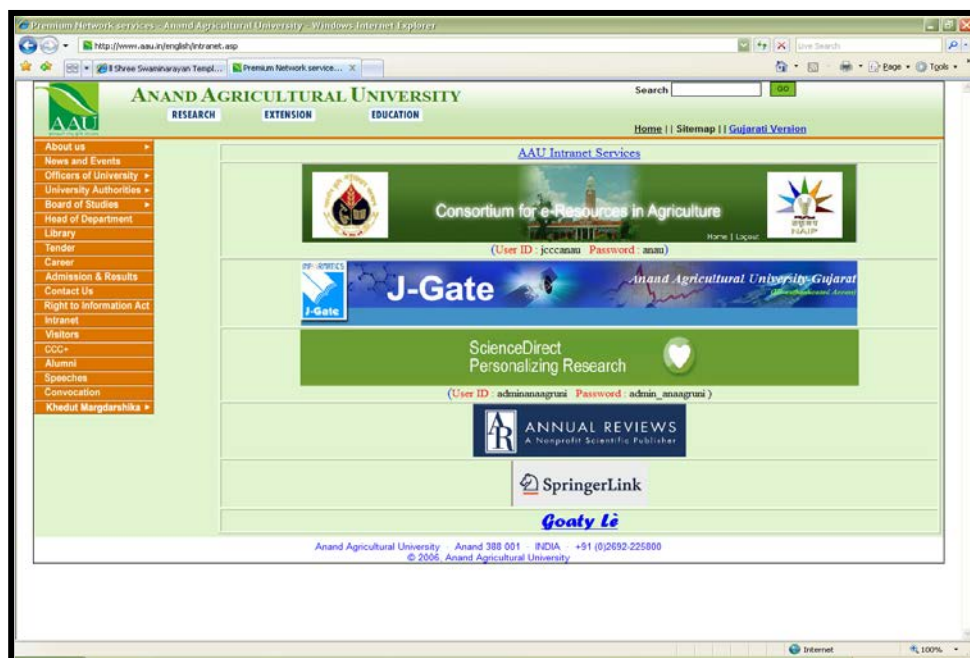 Premium Network services - Anand Agricultural University - Windows Internet Explorer
http://www.aau.in/english/intranet.asp
Live Search
Shree Swaminarayan Templ...
Premium Network service... X
Page
Tools
AAU
ANAND AGRICULTURAL UNIVERSITY
RESEARCH EXTENSION EDUCATION
Search GO
Home || Sitemap || Gujarati Version
About us
News and Events
Officers of University
University Authorities
Board of Studies
Head of Department
Library
Tender
Career
Admission & Results
Contact Us
Right to Information Act
Intranet
Visitors
CCC+
Alumni
Speeches
Convocation
Khedut Margdarshika
AAU Intranet Services
Consortium for e-Resources in Agriculture
Home | Logout
NAIP
(User ID : jcccanau Password : anau)
INFORMATICS
J-Gate
J-Gate
Anand Agricultural University-Gujarat
ScienceDirect
Personalizing Research
(User ID : adminanaagruni Password : admin_anaagruni )
AR
ANNUAL REVIEWS
A Nonprofit Scientific Publisher
SpringerLink
Goaty Lè
Anand Agricultural University - Anand 388 001 - INDIA - +91 (0)2692-225800
© 2006, Anand Agricultural University
Internet
100%